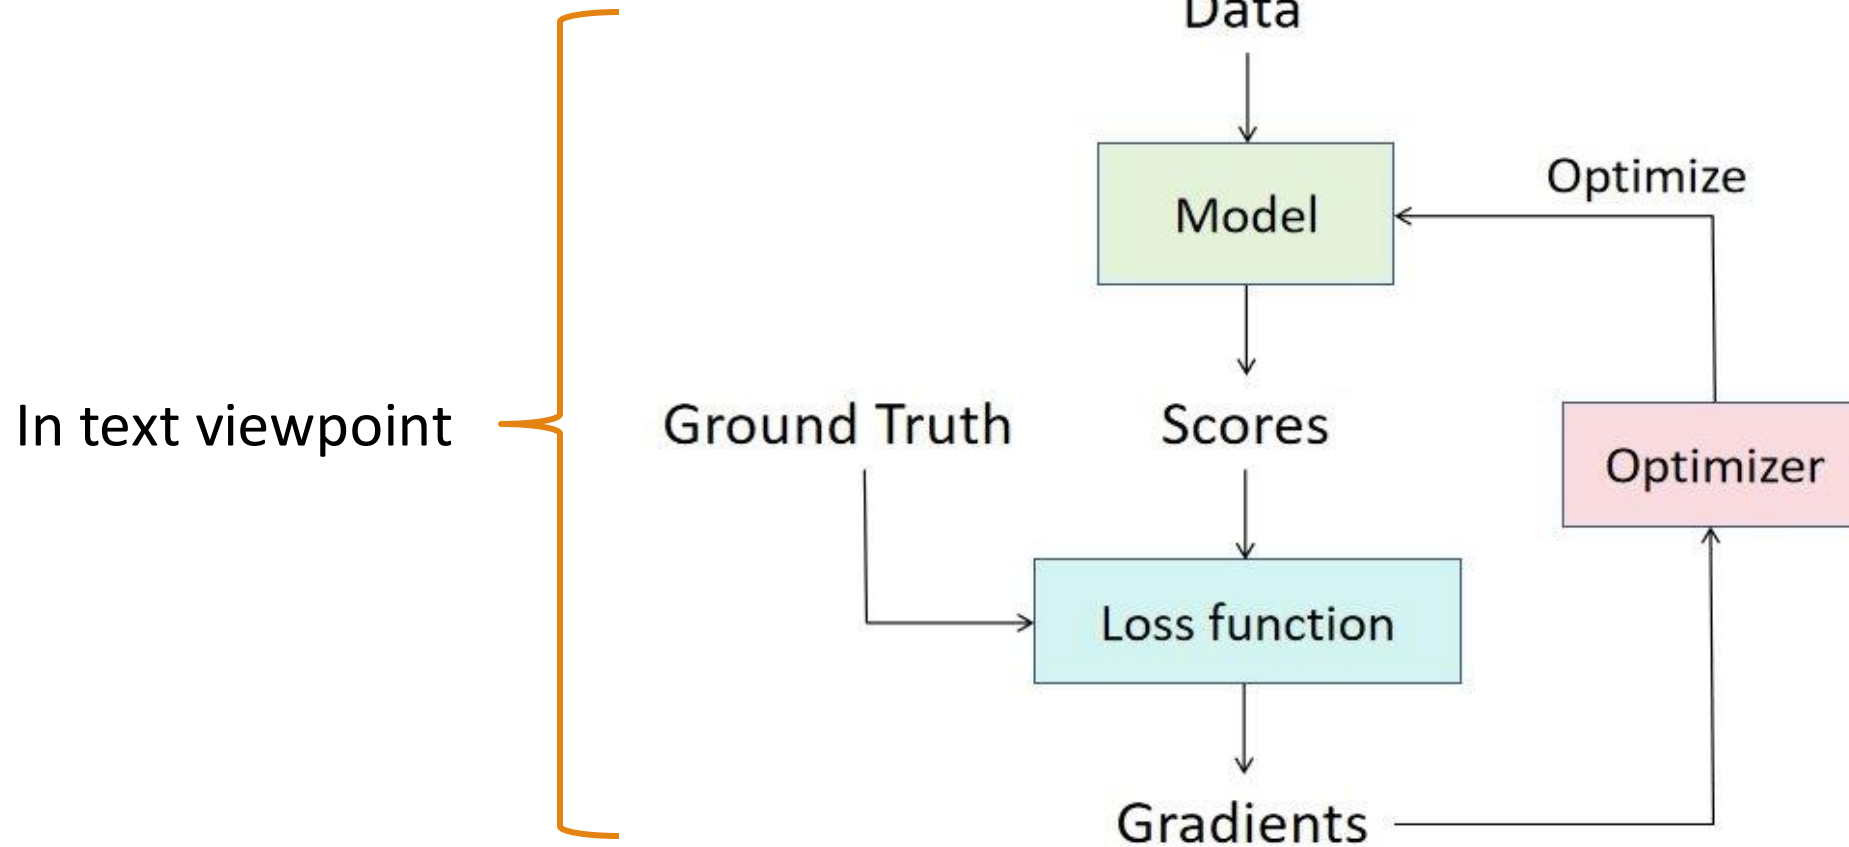 Data
Model
Optimize
In text viewpoint
Ground Truth
Scores
Optimizer
Loss function
Gradients